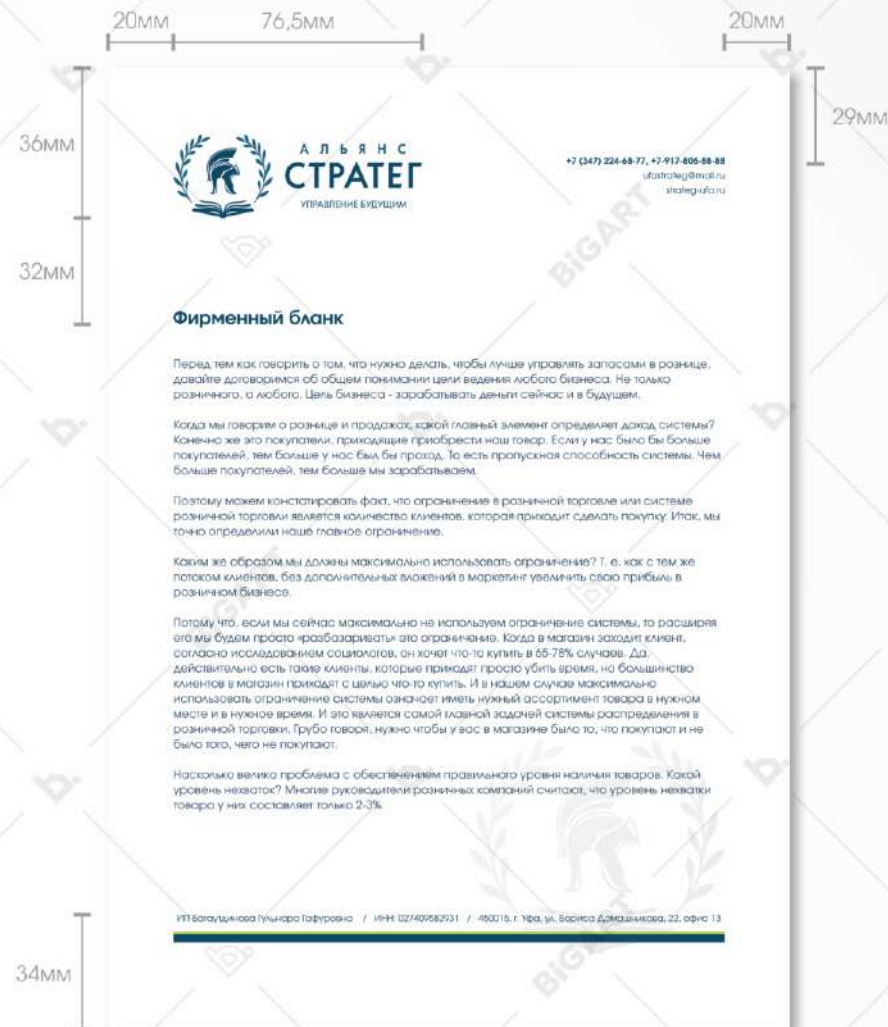 20мм 76,5мм 20мм
36мм
29мм
32мм
34мм
АЛЬЯНС
СТРАТЕГ
УПРАВЛЕНИЕ БУДУЩИМ
+7 (347) 224-68-77, +7-917-806-88-88
ufastrateg@mail.ru
strateg-ufa.ru
Фирменный бланк
Перед тем как говорить о том, что нужно делать, чтобы лучше управлять запасами в рознице,
давайте договоримся об общем понимании цели ведения любого бизнеса. Не только
розничного, а любого. Цель бизнеса - зарабатывать деньги сейчас и в будущем.
Когда мы говорим о рознице и продажах, какой главный элемент определяет доход системы?
Конечно же это покупатели, приходящие приобрести наш товар. Если у нас было бы больше
покупателей, тем больше у нас был бы проход. То есть пропускная способность системы. Чем
больше покупателей, тем больше мы зарабатываем.
Поэтому можем констатировать факт, что ограничение в розничной торговле или системе
розничной торговли является количество клиентов, которая приходит сделать покупку. Итак, мы
точно определили наше главное ограничение.
Каким же образом мы должны максимально использовать ограничение? Т. е. как с тем же
потоком клиентов, без дополнительных вложений в маркетинг увеличить свою прибыль в
розничном бизнесе.
Потому что, если мы сейчас максимально не используем ограничение системы, то расширяя
его мы будем просто «разбазаривать» это ограничение. Когда в магазин заходит клиент,
согласно исследованием социологов, он хочет что-то купить в 65-78% случаев. Да,
действительно есть такие клиенты, которые приходят просто убить время, но большинство
клиентов в магазин приходят с целью что-то купить. И в нашем случае максимально
использовать ограничение системы означает иметь нужный ассортимент товара в нужном
месте и в нужное время. И это является самой главной задачей системы распределения в
розничной торговли. Грубо говоря, нужно чтобы у вас в магазине было то, что покупают и не
было того, чего не покупают.
Насколько велика проблема с обеспечением правильного уровня наличия товаров. Какой
уровень нехваток? Многие руководители розничных компаний считают, что уровень нехватки
товара у них составляет только 2-3%.
ИП Багаутдинова Гульнара Гафуровна / ИНН: 027409582931 / 450015, г. Уфа, ул. Бориса Домашникова, 22, офис 13
BiGART
BiGART
BiGART